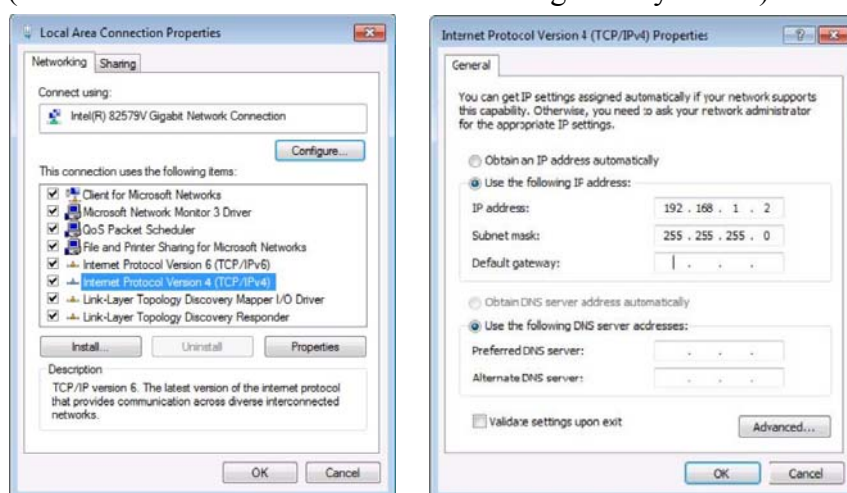 Local Area Connection Properties
Networking Sharing
Connect using:
Intel(R) 82579V Gigabit Network Connection
Configure...
This connection uses the following items:
Client for Microsoft Networks
Microsoft Network Monitor 3 Driver
QoS Packet Scheduler
File and Printer Sharing for Microsoft Networks
Internet Protocol Version 6 (TCP/IPv6)
Internet Protocol Version 4 (TCP/IPv4)
Link-Layer Topology Discovery Mapper I/O Driver
Link-Layer Topology Discovery Responder
Install... Uninstall Properties
Description
TCP/IP version 6. The latest version of the internet protocol
that provides communication across diverse interconnected
networks.
OK Cancel
Internet Protocol Version 4 (TCP/IPv4) Properties
General
You can get IP settings assigned automatically if your network supports
this capability. Otherwise, you need to ask your network administrator
for the appropriate IP settings.
Obtain an IP address automatically
Use the following IP address:
IP address: 192 . 168 . 1 . 2
Subnet mask: 255 . 255 . 255 . 0
Default gateway: . . .
Obtain DNS server address automatically
Use the following DNS server addresses:
Preferred DNS server: . . .
Alternate DNS server: . . .
Validate settings upon exit
Advanced...
OK Cancel